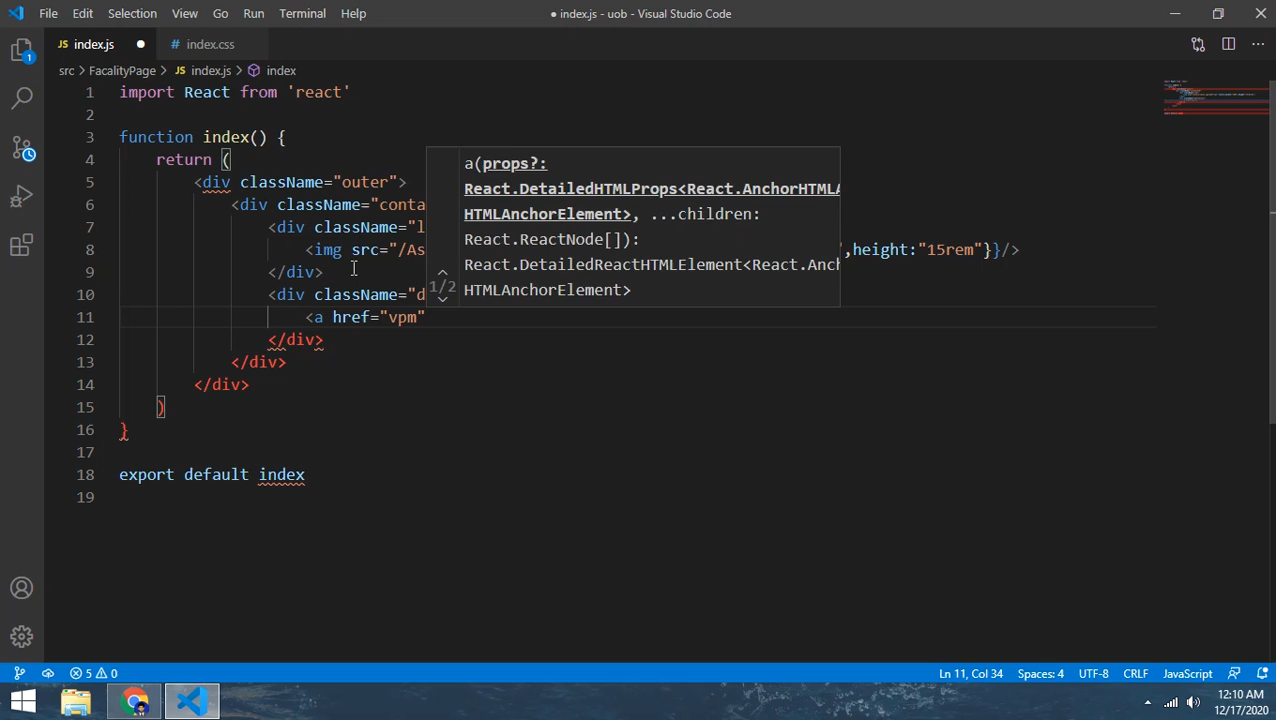 File Edit Selection View Go Run Terminal Help
● index.js - uob - Visual Studio Code
JS index.js ●
# index.css
src > FacalityPage > JS index.js > index
1 import React from 'react'
2
3 function index() {
4 return (
5 <div className="outer">
6 <div className="conta
7 <div className="l
8 <img src="/As ",height:"15rem"}}/>
9 </div>
10 <div className="d
11 <a href="vpm"
12 </div>
13 </div>
14 </div>
15 )
16 }
17
18 export default index
19
a(props?:
React.DetailedHTMLProps<React.AnchorHTMLA
HTMLAnchorElement>, ...children:
React.ReactNode[]):
React.DetailedReactHTMLElement<React.Anch
1/2
HTMLAnchorElement>
1
5 0
Ln 11, Col 34 Spaces: 4 UTF-8 CRLF JavaScript
12:10 AM
12/17/2020